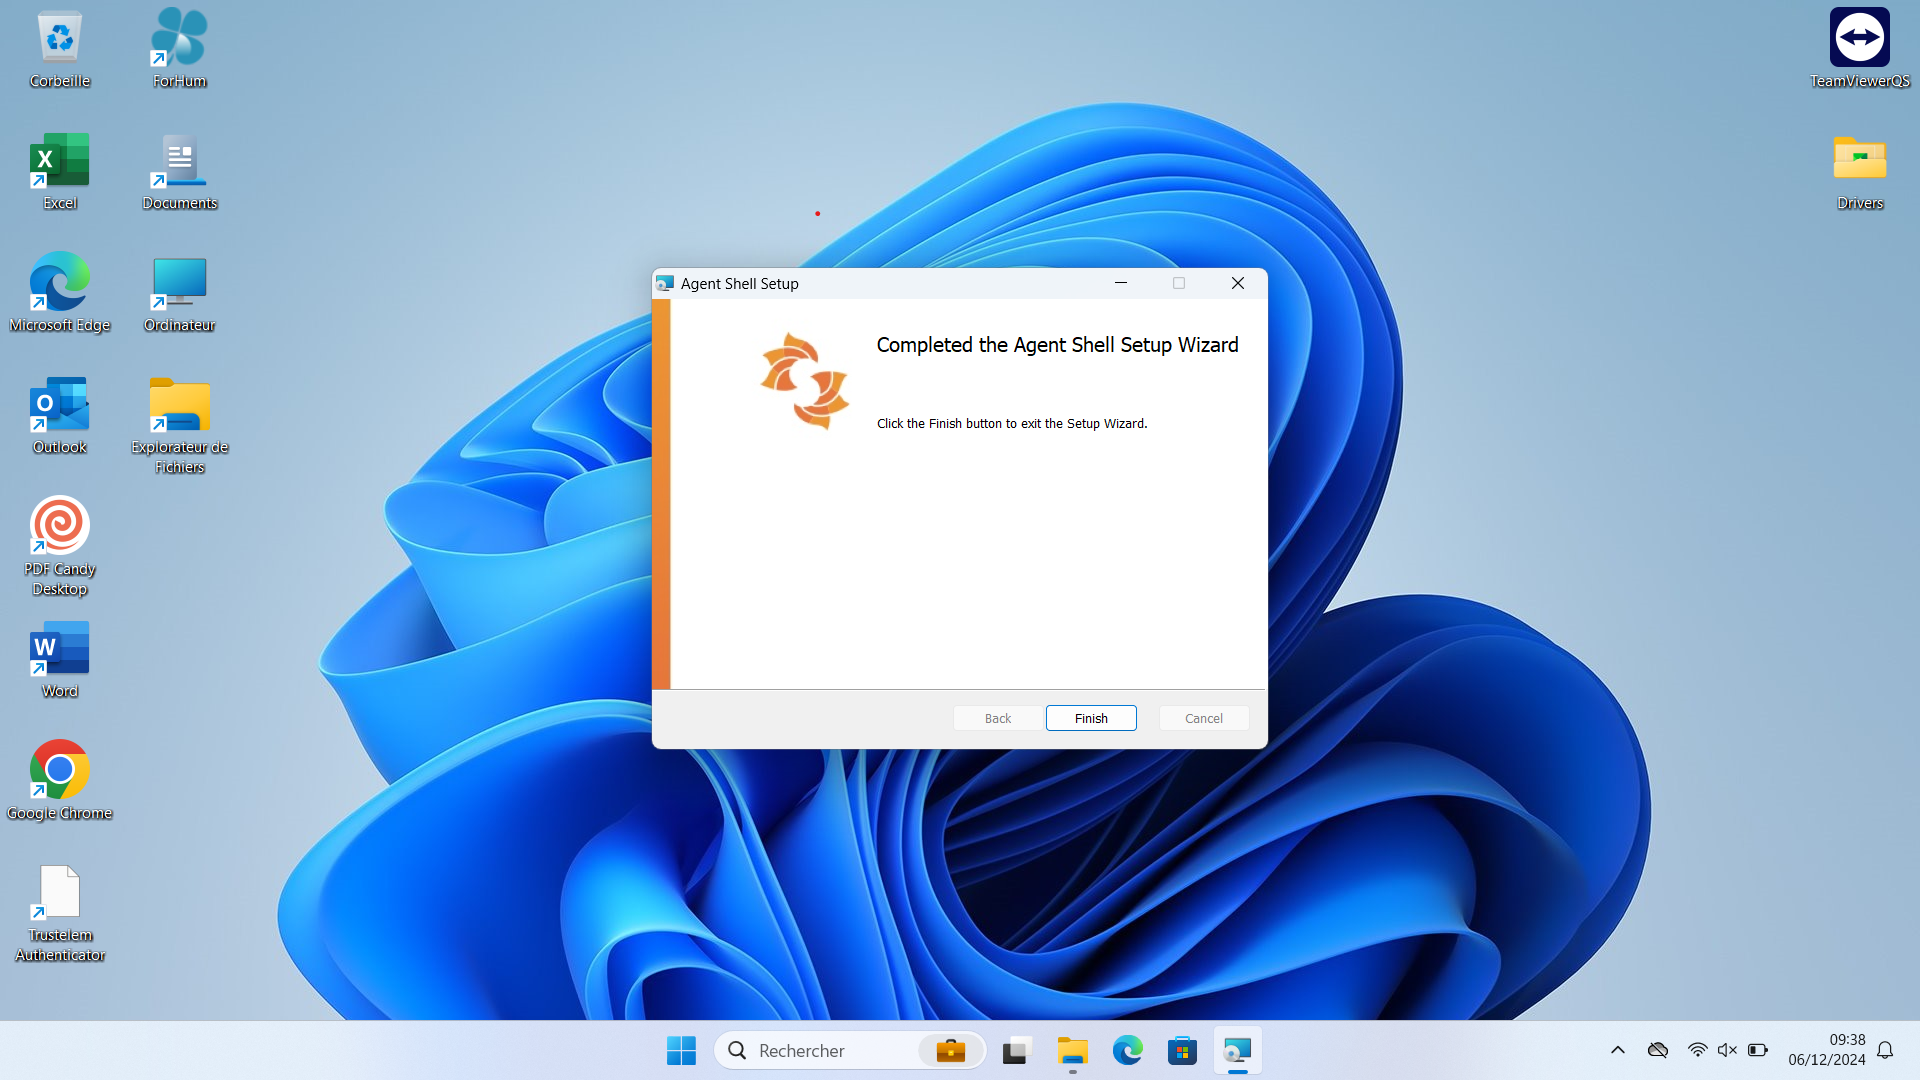 Corbeille
ForHum
TeamViewerQS
Excel
Documents
Drivers
Microsoft Edge
Ordinateur
Outlook
Explorateur de
Fichiers
PDF Candy
Desktop
Word
Google Chrome
Trustelem
Authenticator
Agent Shell Setup
Completed the Agent Shell Setup Wizard
Click the Finish button to exit the Setup Wizard.
Back
Finish
Cancel
Rechercher
09:38
06/12/2024